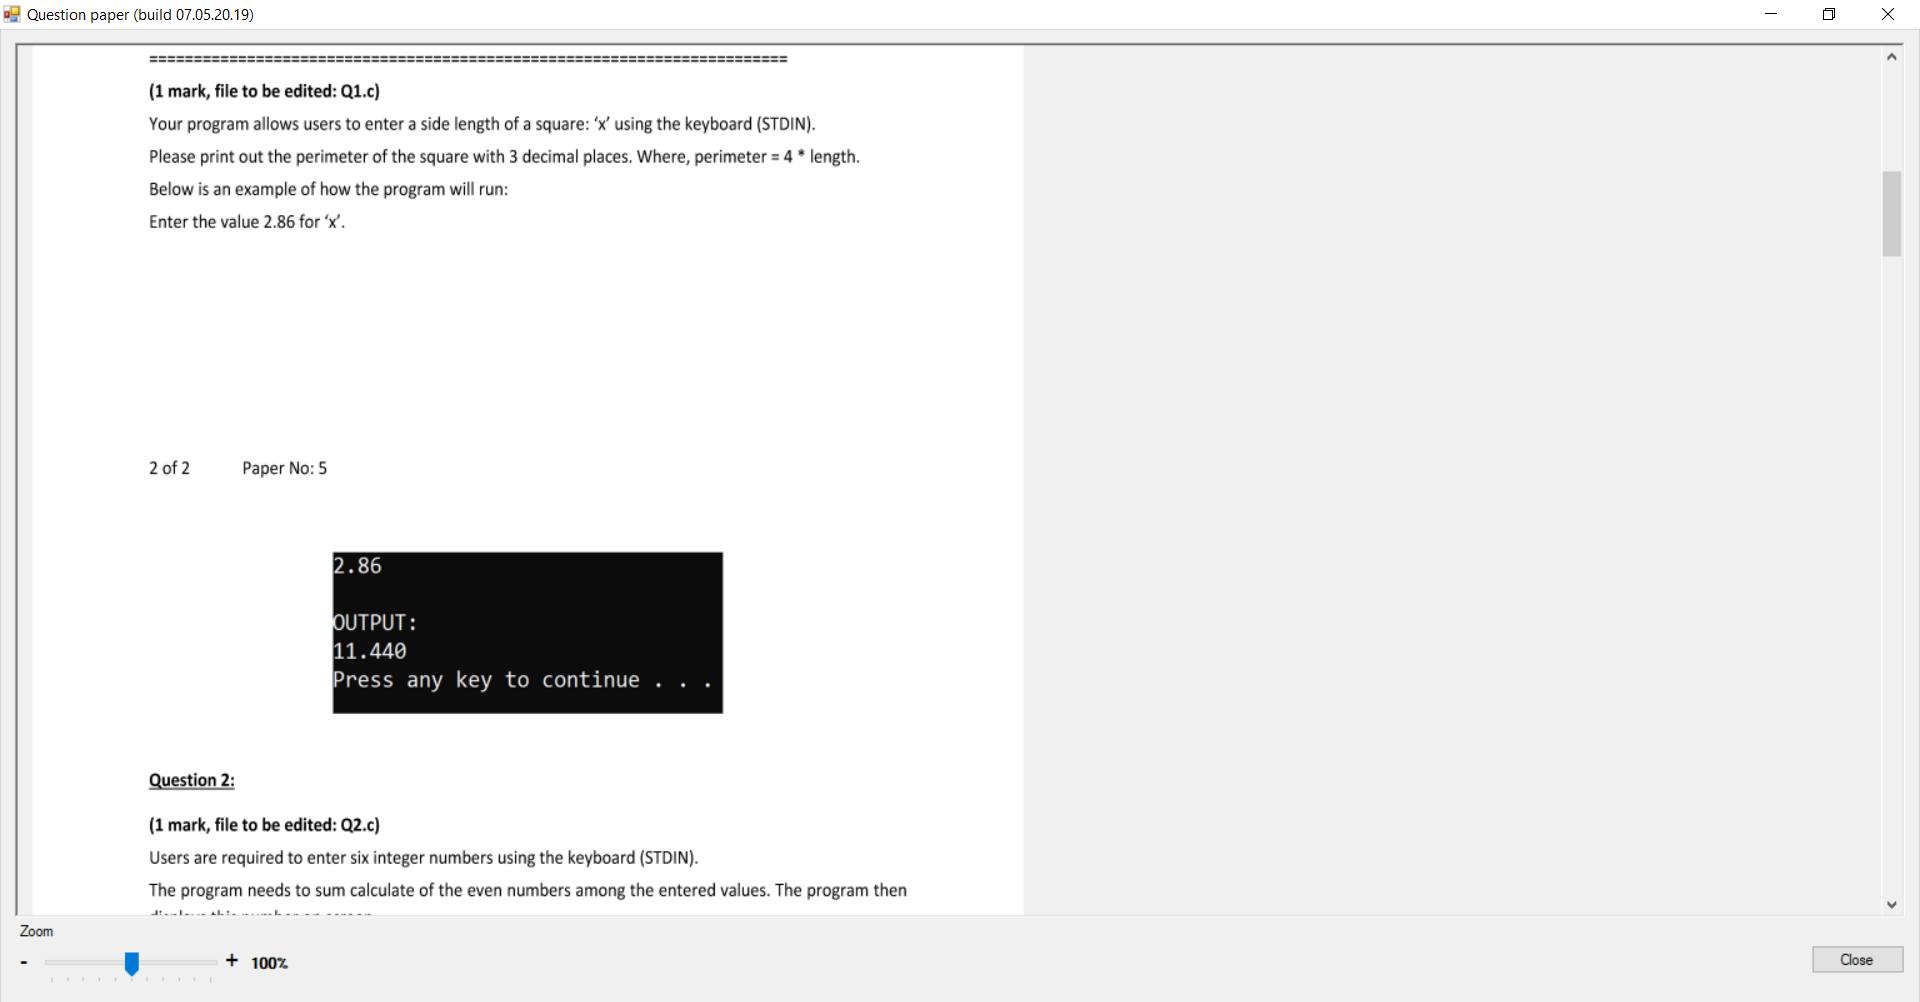 Question paper (build 07.05.20.19)
======================================================================
(1 mark, file to be edited: Q1.c)
Your program allows users to enter a side length of a square: ‘x’ using the keyboard (STDIN).
Please print out the perimeter of the square with 3 decimal places. Where, perimeter = 4 * length.
Below is an example of how the program will run:
Enter the value 2.86 for ‘x’.
2 of 2 Paper No: 5
2.86
OUTPUT:
11.440
Press any key to continue . . .
Question 2:
(1 mark, file to be edited: Q2.c)
Users are required to enter six integer numbers using the keyboard (STDIN).
The program needs to sum calculate of the even numbers among the entered values. The program then
Zoom
- + 100%
Close